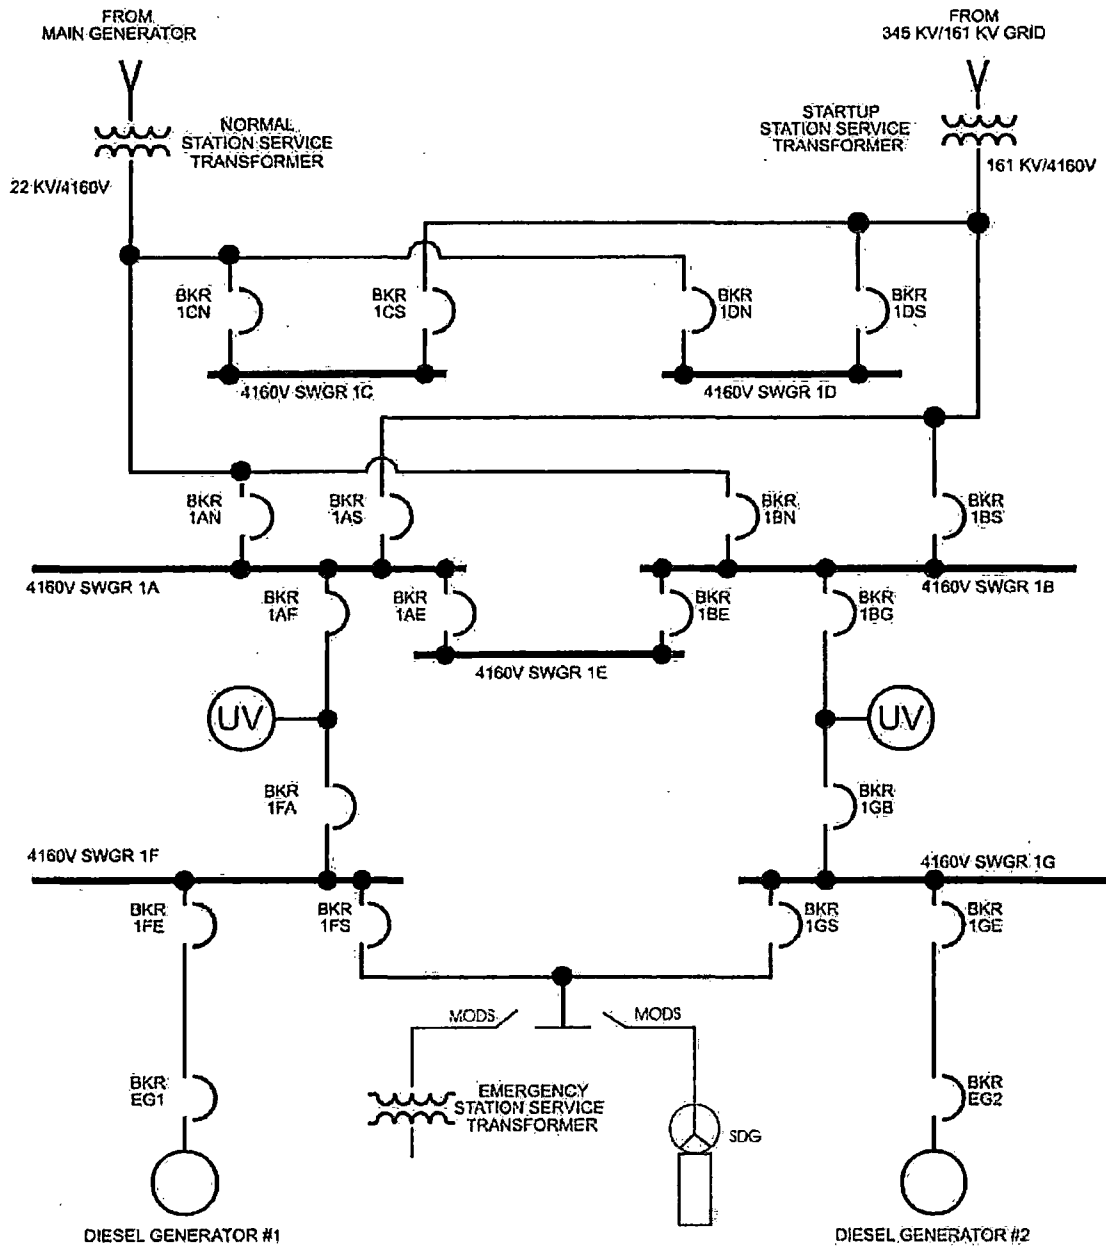 FROM
MAIN GENERATOR
FROM
345 KV/161 KV GRID
NORMAL
STATION SERVICE
TRANSFORMER
STARTUP
STATION SERVICE
TRANSFORMER
22 KV/4160V
161 KV/4160V
BKR
1CN
BKR
1CS
BKR
1DN
BKR
1DS
4160V SWGR 1C
4160V SWGR 1D
BKR
1AN
BKR
1AS
BKR
1BN
BKR
1BS
4160V SWGR 1A
4160V SWGR 1B
BKR
1AF
BKR
1AE
BKR
1BE
BKR
1BG
4160V SWGR 1E
UV
UV
BKR
1FA
BKR
1GB
4160V SWGR 1F
4160V SWGR 1G
BKR
1FE
BKR
1FS
BKR
1GS
BKR
1GE
MODS
MODS
BKR
EG1
EMERGENCY
STATION SERVICE
TRANSFORMER
SDG
BKR
EG2
DIESEL GENERATOR #1
DIESEL GENERATOR #2